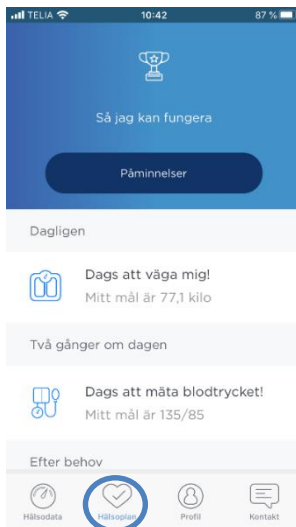 TELIA 10:42 87 %
Så jag kan fungera
Påminnelser
Dagligen
Dags att väga mig!
Mitt mål är 77,1 kilo
Två gånger om dagen
Dags att mäta blodtrycket!
Mitt mål är 135/85
Efter behov
Hälsodata Hälsoplan Profil Kontakt